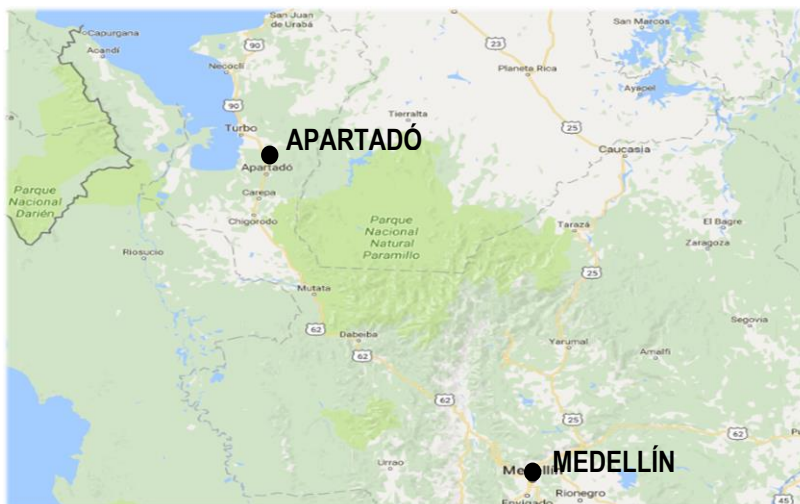 San Juan
de Urabá
San Marcos
Capurgana
Acandí
90
23
Necoclí
Planeta Rica
Ayapel
90
Tierralta
Turbo
25
APARTADÓ
Caucasia
Apartadó
Parque
Nacional
Darién
Carepa
Chigorodo
Parque
Nacional
Natural
Paramillo
Tarazá
El Bagre
Zaragoza
Riosucio
25
Mutata
62
Dabeiba
Segovia
62
Yarumal
Amalfi
62
25
62
Urrao
MEDELLÍN
Envigado
Rionegro
45